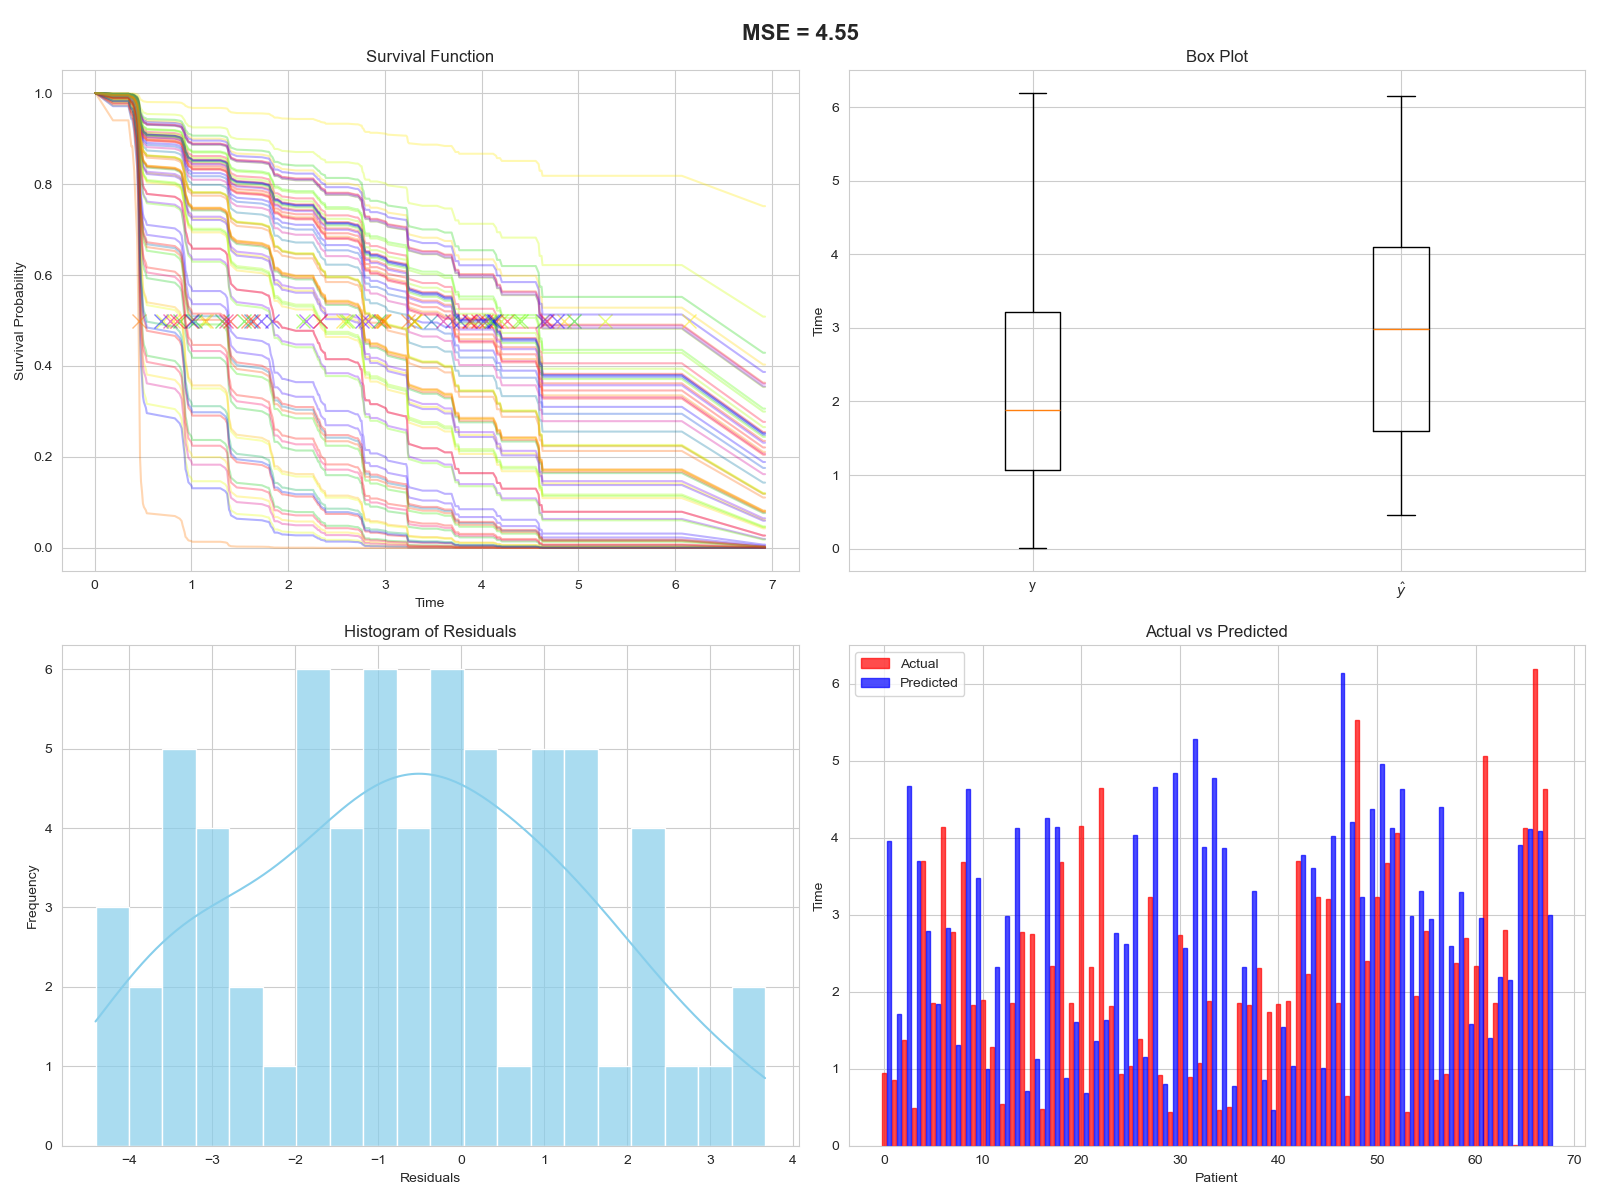 MSE = 4.55
Survival Function
Survival Probability
1.0
0.8
0.6
0.4
0.2
0.0
0 1 2 3 4 5 6 7
Time
Box Plot
Time
6
5
4
3
2
1
0
y ŷ
Histogram of Residuals
Frequency
6
5
4
3
2
1
0
−4 −3 −2 −1 0 1 2 3 4
Residuals
Actual vs Predicted
Actual
Predicted
Time
6
5
4
3
2
1
0
0 10 20 30 40 50 60 70
Patient